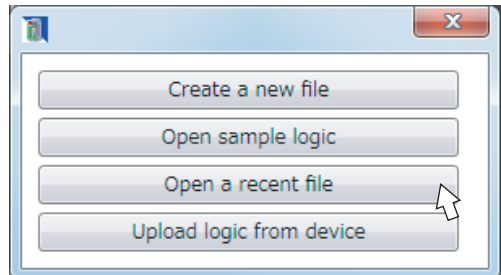 Create a new file
Open sample logic
Open a recent file
Upload logic from device